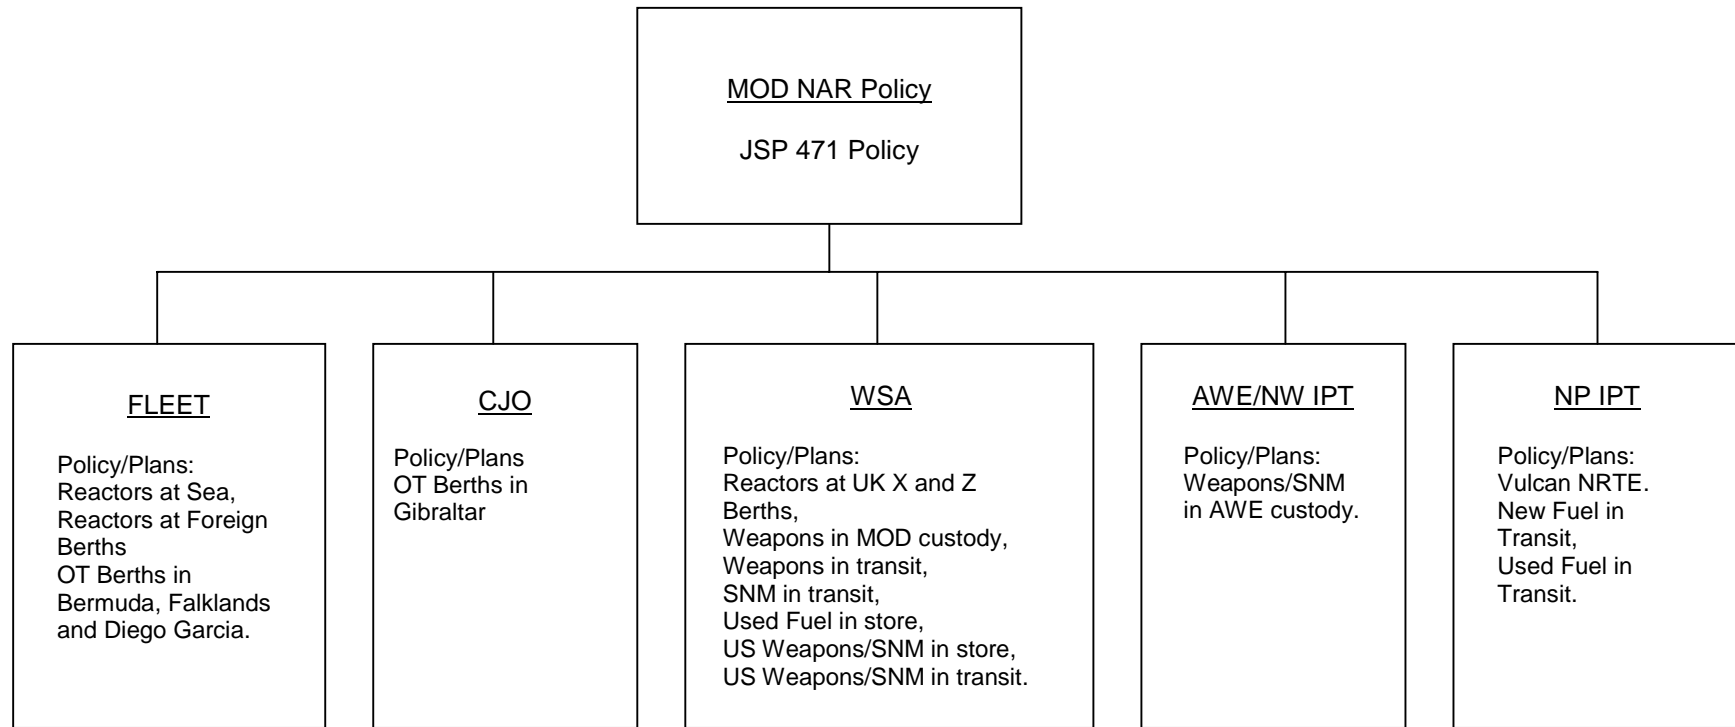 MOD NAR Policy
JSP 471 Policy
FLEET
Policy/Plans:
Reactors at Sea,
Reactors at Foreign
Berths
OT Berths in
Bermuda, Falklands
and Diego Garcia.
CJO
Policy/Plans
OT Berths in
Gibraltar
WSA
Policy/Plans:
Reactors at UK X and Z
Berths,
Weapons in MOD custody,
Weapons in transit,
SNM in transit,
Used Fuel in store,
US Weapons/SNM in store,
US Weapons/SNM in transit.
AWE/NW IPT
Policy/Plans:
Weapons/SNM
in AWE custody.
NP IPT
Policy/Plans:
Vulcan NRTE.
New Fuel in
Transit,
Used Fuel in
Transit.